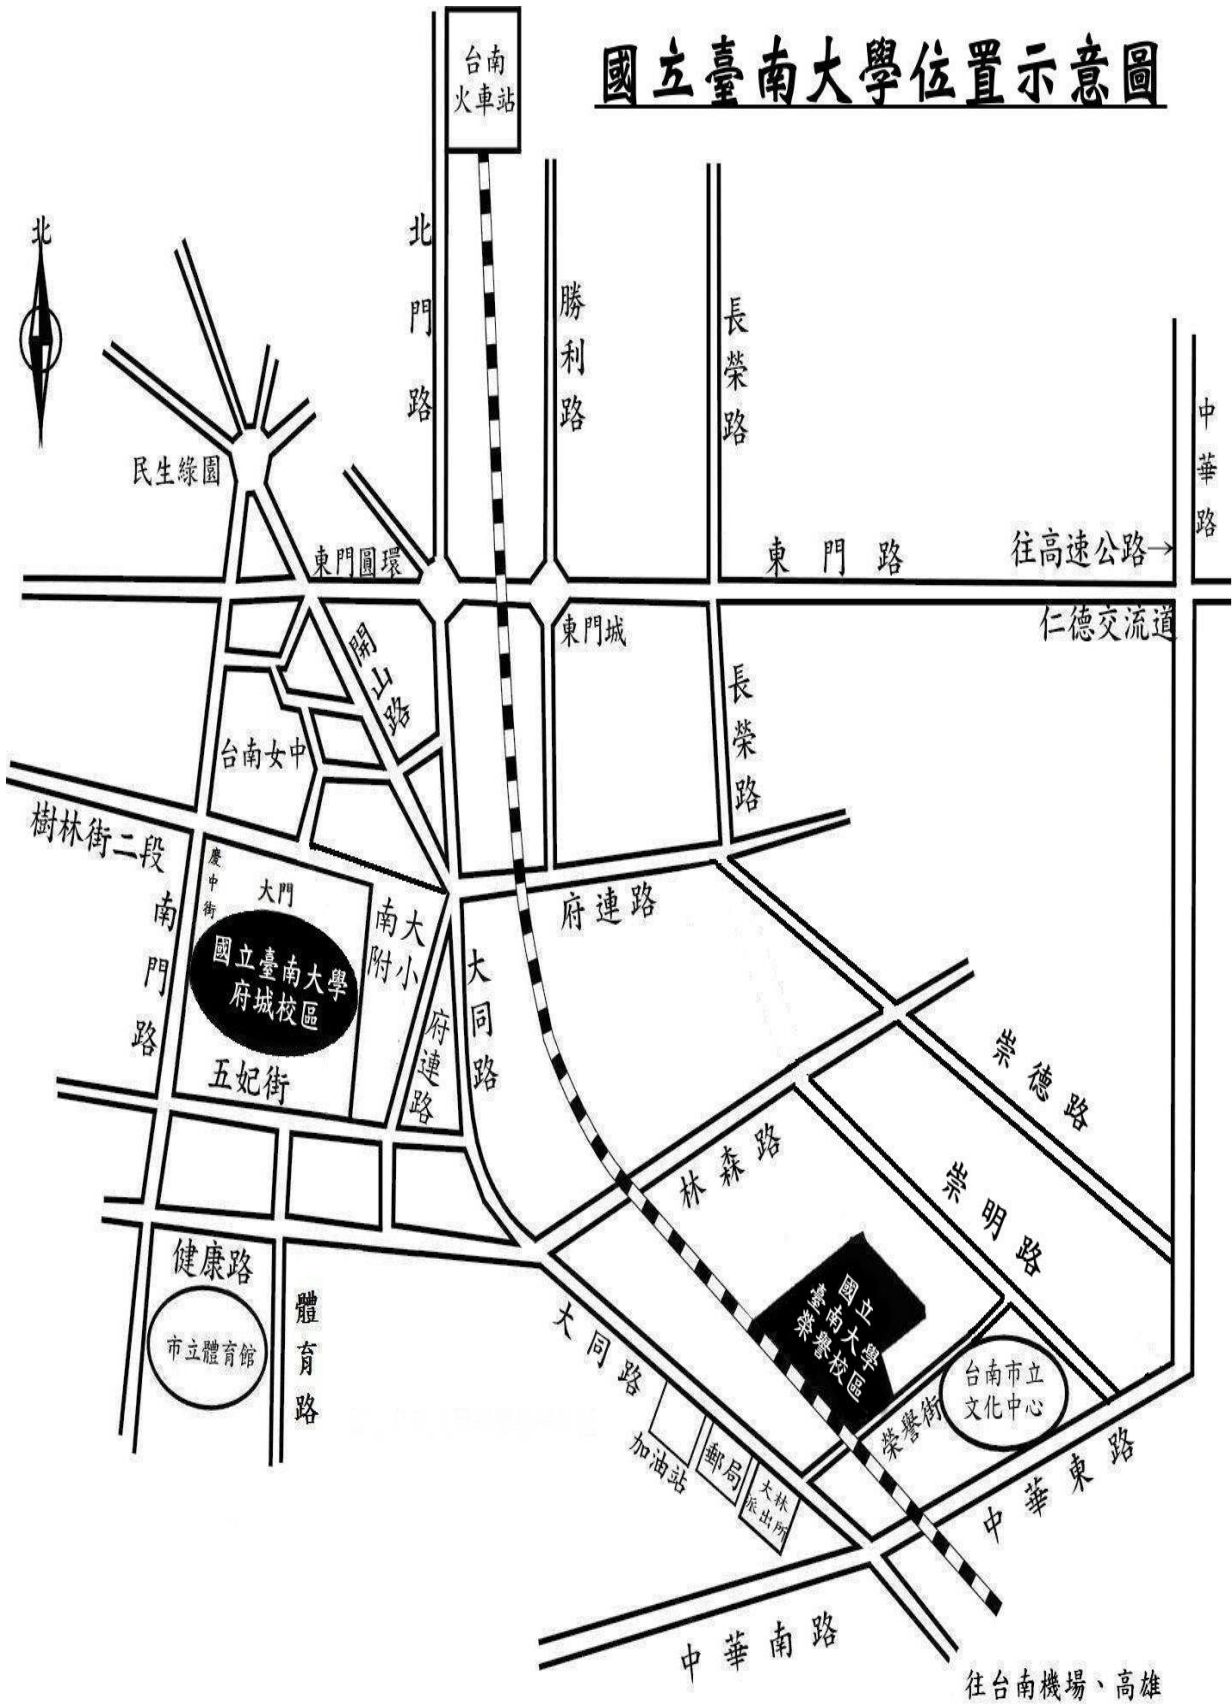 國立臺南大學位置示意圖
台南
火車站
北
北門路
勝利路
長榮路
中華路
民生綠園
東門圓環
東門路
往高速公路→
仁德交流道
東門城
開山路
長榮路
台南女中
樹林街二段
慶中街
大門
南大
附小
南門路
國立臺南大學
府城校區
府連路
大同路
府連路
五妃街
崇德路
林森路
崇明路
健康路
體育路
市立體育館
大同路
國立
臺南大學
榮譽校區
台南市立
文化中心
榮譽街
加油站
郵局
大林
派出所
中華東路
中華南路
往台南機場、高雄